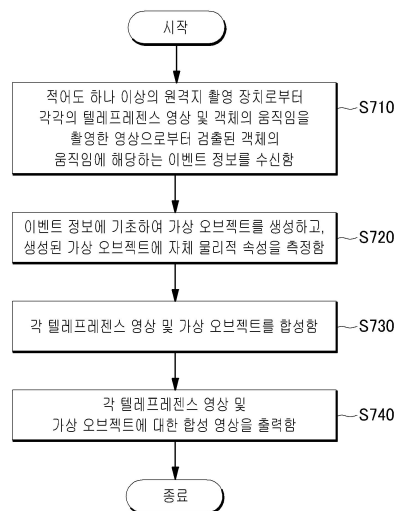 시작
적어도 하나 이상의 원격지 촬영 장치로부터
각각의 텔레프레젠스 영상 및 객체의 움직임을
촬영한 영상으로부터 검출된 객체의
움직임에 해당하는 이벤트 정보를 수신함
S710
이벤트 정보에 기초하여 가상 오브젝트를 생성하고,
생성된 가상 오브젝트에 자체 물리적 속성을 측정함
S720
각 텔레프레젠스 영상 및 가상 오브젝트를 합성함
S730
각 텔레프레젠스 영상 및
가상 오브젝트에 대한 합성 영상을 출력함
S740
종료